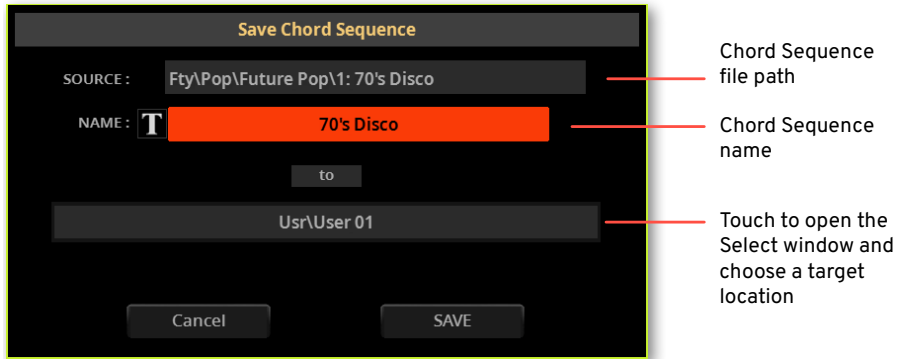 Save Chord Sequence
SOURCE : Fty\Pop\Future Pop\1: 70's Disco
NAME : T 70's Disco
to
Usr\User 01
Cancel SAVE
Chord Sequence
file path
Chord Sequence
name
Touch to open the
Select window and
choose a target
location